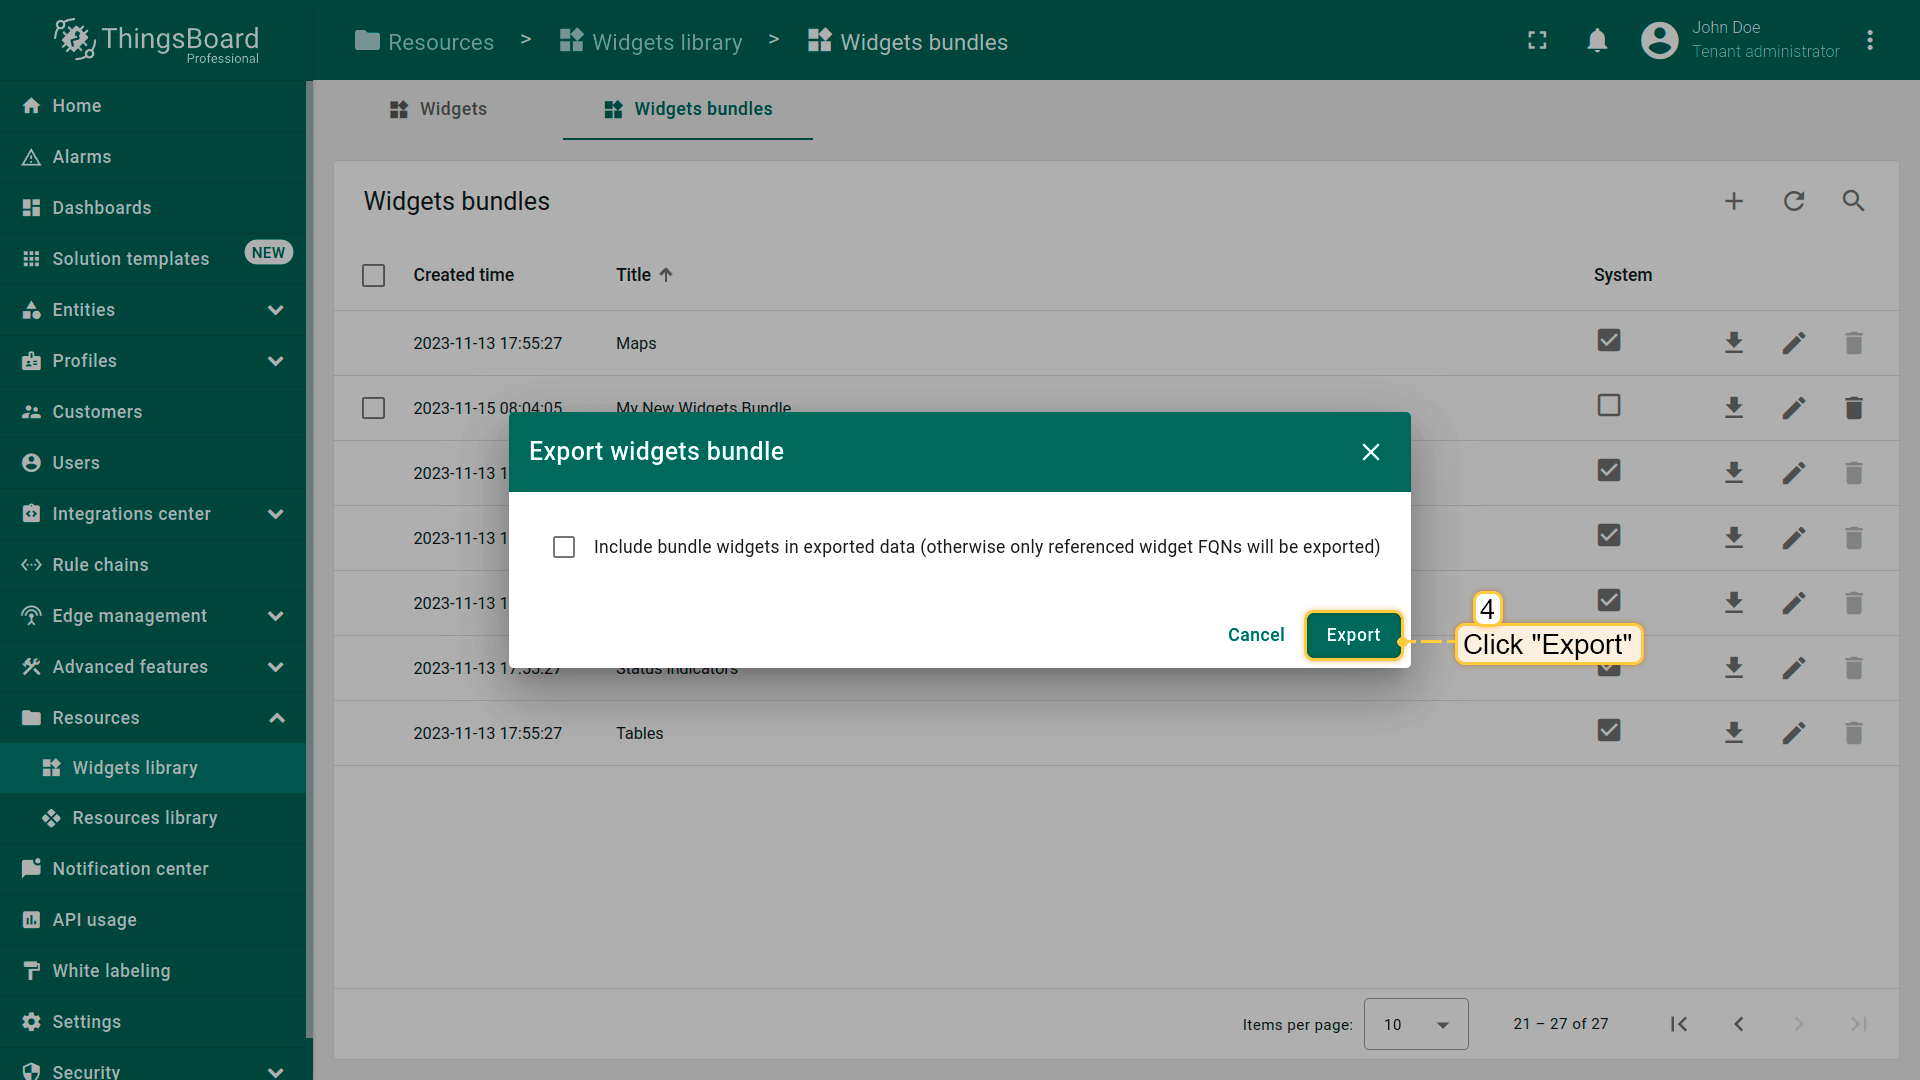 ThingsBoard
Professional
Resources > Widgets library > Widgets bundles
John Doe
Tenant administrator
Home
Alarms
Dashboards
Solution templates NEW
Entities
Profiles
Customers
Users
Integrations center
Rule chains
Edge management
Advanced features
Resources
Widgets library
Resources library
Notification center
API usage
White labeling
Settings
Security
Widgets Widgets bundles
Widgets bundles
Created time Title System
2023-11-13 17:55:27 Maps
2023-11-15 08:04:05 My New Widgets Bundle
2023-11-13 1
2023-11-13 1
2023-11-13 1
2023-11-13 17:55:27 Status indicators
2023-11-13 17:55:27 Tables
Export widgets bundle
Include bundle widgets in exported data (otherwise only referenced widget FQNs will be exported)
Cancel Export
4
Click "Export"
Items per page: 10 21 – 27 of 27